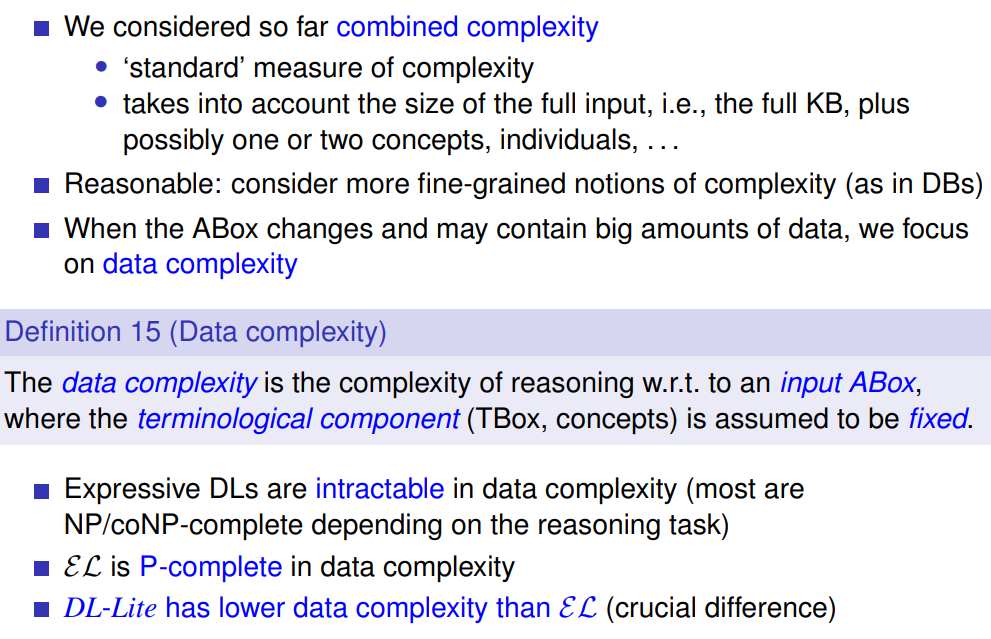 ■ We considered so far combined complexity
• ‘standard’ measure of complexity
• takes into account the size of the full input, i.e., the full KB, plus
possibly one or two concepts, individuals, . . .
■ Reasonable: consider more fine-grained notions of complexity (as in DBs)
■ When the ABox changes and may contain big amounts of data, we focus
on data complexity
Definition 15 (Data complexity)
The data complexity is the complexity of reasoning w.r.t. to an input ABox,
where the terminological component (TBox, concepts) is assumed to be fixed.
■ Expressive DLs are intractable in data complexity (most are
NP/coNP-complete depending on the reasoning task)
■ ℰℒ is P-complete in data complexity
■ DL-Lite has lower data complexity than ℰℒ (crucial difference)